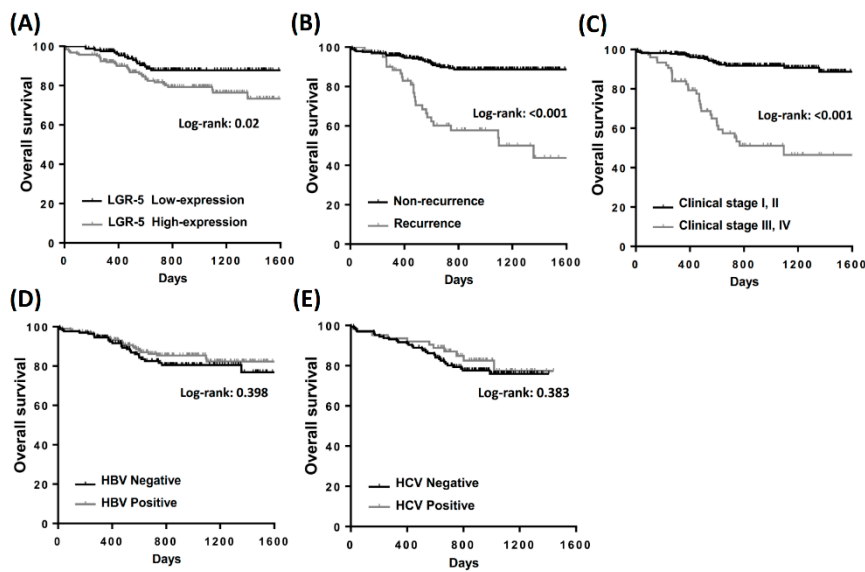 (A)
Overall survival
100
80
60
40
80
0
Log-rank: 0.02
LGR-5 Low-expression
LGR-5 High-expression
0 400 800 1200 1600
Days
(B)
Overall survival
100
80
60
40
80
0
Log-rank: <0.001
Non-recurrence
Recurrence
0 400 800 1200 1600
Days
(C)
Overall survival
100
80
60
40
80
0
Log-rank: <0.001
Clinical stage I, II
Clinical stage III, IV
0 400 800 1200 1600
Days
(D)
Overall survival
100
80
60
40
80
0
Log-rank: 0.398
HBV Negative
HBV Positive
0 400 800 1200 1600
Days
(E)
Overall survival
100
80
60
40
80
0
Log-rank: 0.383
HCV Negative
HCV Positive
0 400 800 1200 1600
Days